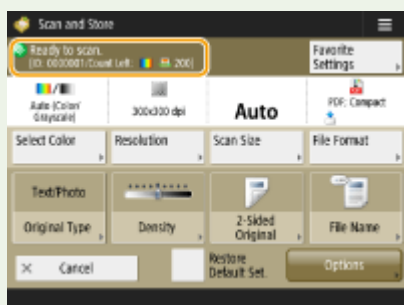 Scan and Store
Ready to scan.
[ID: 0000001/Count Left: 200]
Favorite
Settings
Auto (Color/
Grayscale)
300x300 dpi
Auto
PDF; Compact
Select Color
Resolution
Scan Size
File Format
Text/Photo
Original Type
Density
2-Sided
Original
File Name
× Cancel
Restore
Default Set.
Options